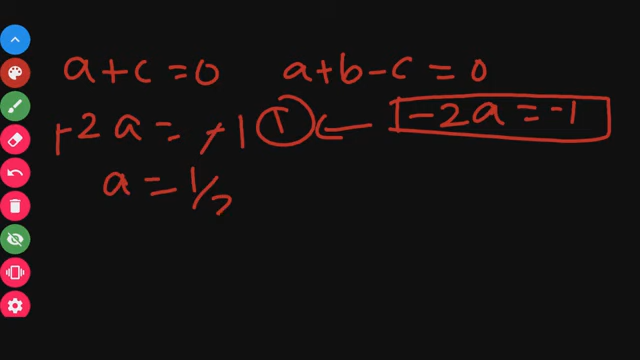 a+c=0 a+b-c=0
+2a=-1 ① ← -2a=-1
a=1/2